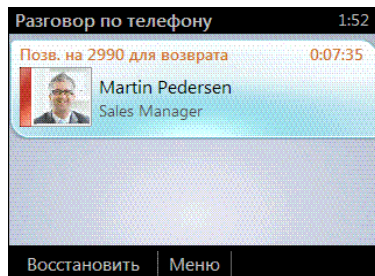 Разговор по телефону 1:52
Позв. на 2990 для возврата 0:07:35
Martin Pedersen
Sales Manager
Восстановить Меню